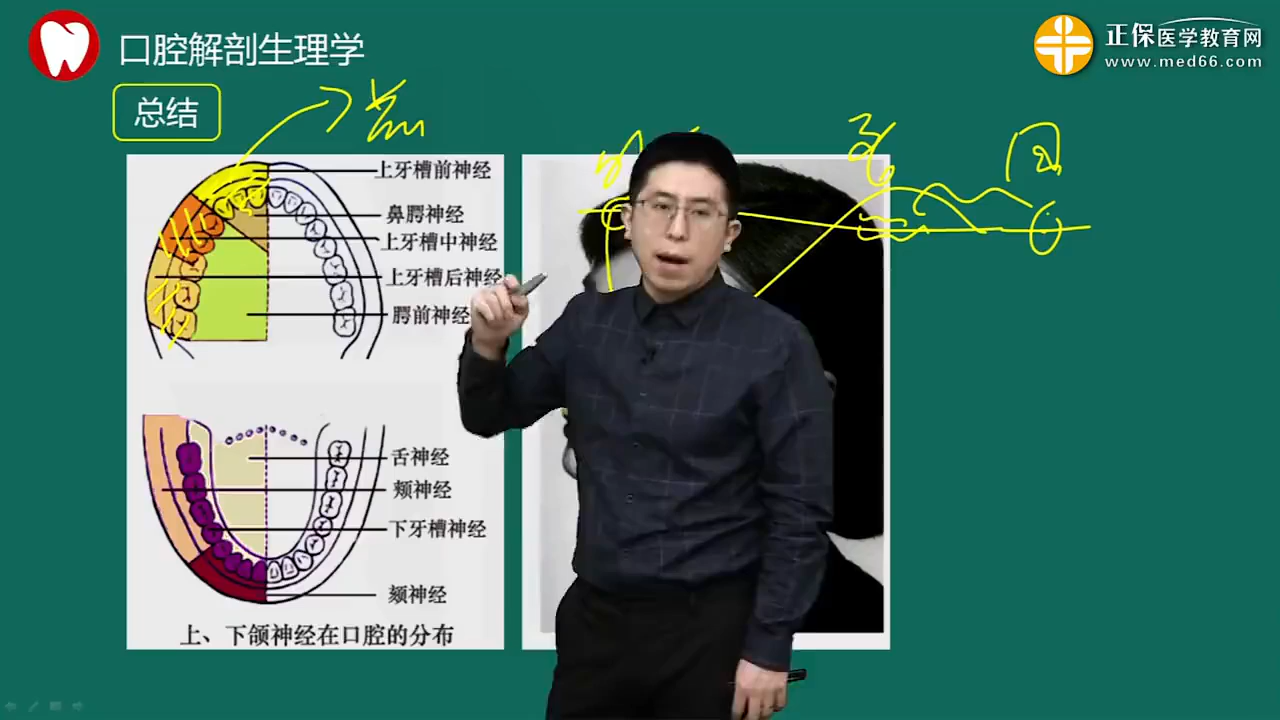 口腔解剖生理学
正保医学教育网
www.med66.com
总结
上牙槽前神经
鼻腭神经
上牙槽中神经
上牙槽后神经
腭前神经
舌神经
颊神经
下牙槽神经
颏神经
上、下颌神经在口腔的分布